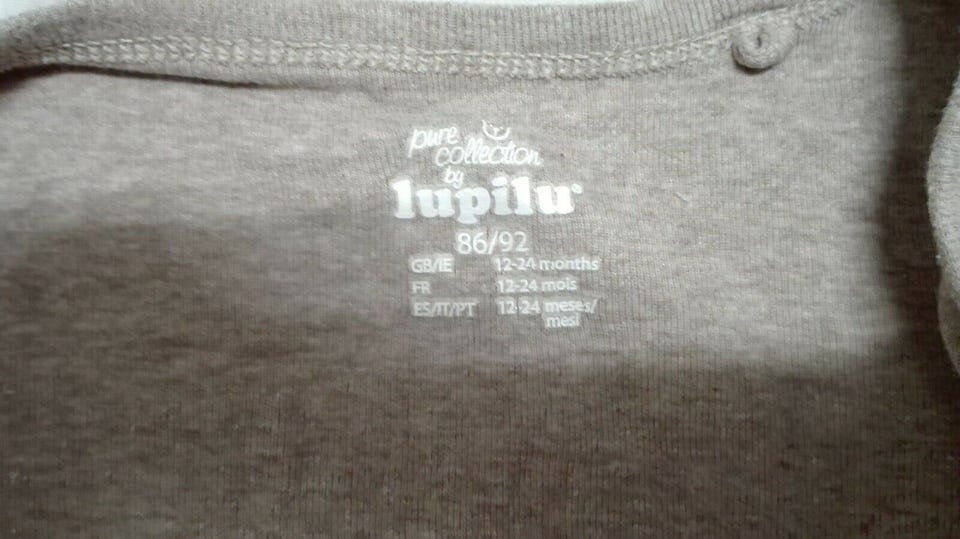 pure
collection
by
lupilu®
86/92
GB/IE 12-24 months
FR 12-24 mois
ES/IT/PT 12-24 meses/
mesi